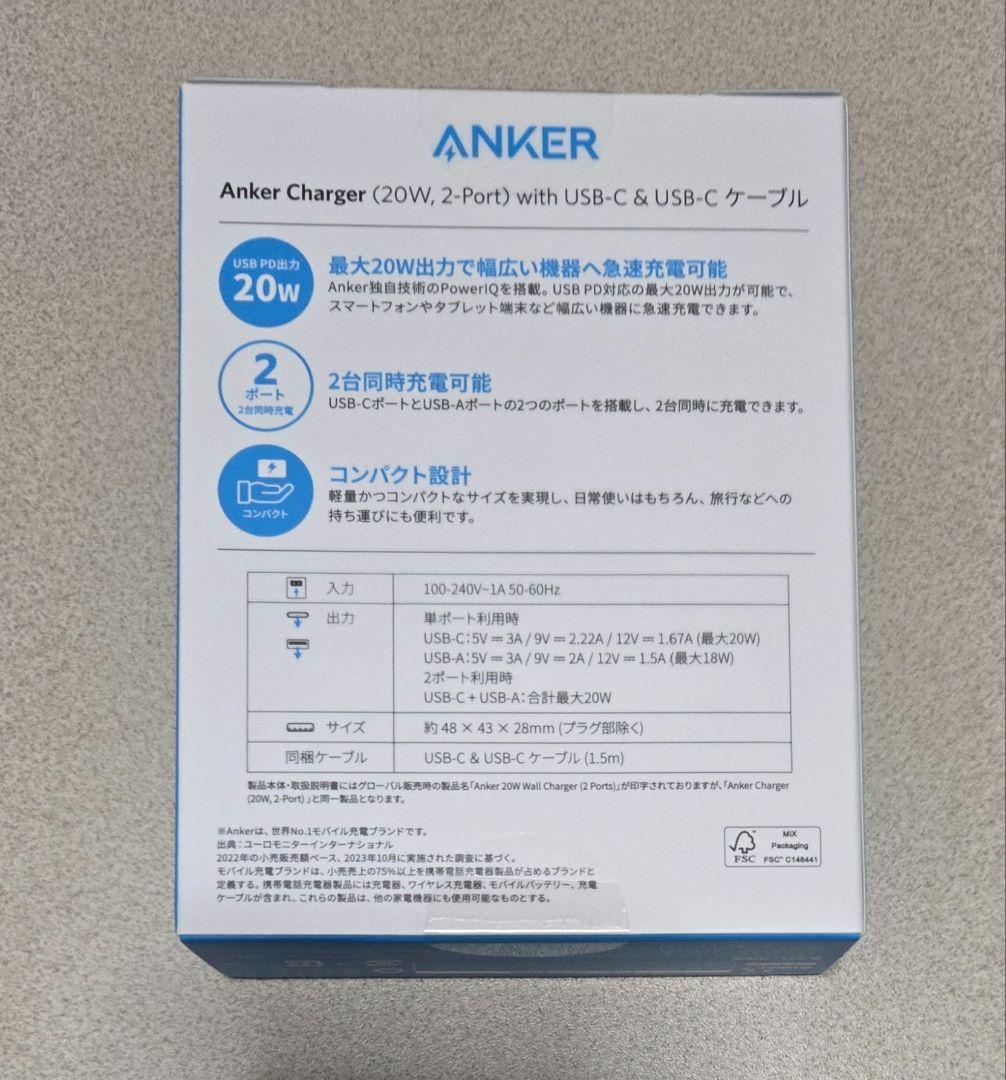 ANKER
Anker Charger (20W, 2-Port) with USB-C & USB-C ケーブル
USB PD出力
20W
最大20W出力で幅広い機器へ急速充電可能
Anker独自技術のPowerIQを搭載。USB PD対応の最大20W出力が可能で、
スマートフォンやタブレット端末など幅広い機器に急速充電できます。
2
ポート
2台同時充電
2台同時充電可能
USB-CポートとUSB-Aポートの2つのポートを搭載し、2台同時に充電できます。
コンパクト
コンパクト設計
軽量かつコンパクトなサイズを実現し、日常使いはもちろん、旅行などへの
持ち運びにも便利です。
入力 100-240V~1A 50-60Hz
出力 単ポート利用時
USB-C:5V ⎓ 3A / 9V ⎓ 2.22A / 12V ⎓ 1.67A (最大20W)
USB-A:5V ⎓ 3A / 9V ⎓ 2A / 12V ⎓ 1.5A (最大18W)
2ポート利用時
USB-C + USB-A: 合計最大20W
サイズ 約 48 × 43 × 28mm (プラグ部除く)
同梱ケーブル USB-C & USB-C ケーブル (1.5m)
製品本体・取扱説明書にはグローバル販売時の製品名「Anker 20W Wall Charger (2 Ports)」が印字されておりますが、「Anker Charger
(20W, 2-Port) 」と同一製品となります。
※Ankerは、世界No.1モバイル充電ブランドです。
出典：ユーロモニターインターナショナル
2022年の小売販売額ベース、2023年10月に実施された調査に基づく。
モバイル充電ブランドは、小売売上の75%以上を携帯電話充電器製品が占めるブランドと
定義する。携帯電話充電器製品には充電器、ワイヤレス充電器、モバイルバッテリー、充電
ケーブルが含まれ、これらの製品は、他の家電機器にも使用可能なものとする。
FSC
MIX
Packaging
FSC™ C148441